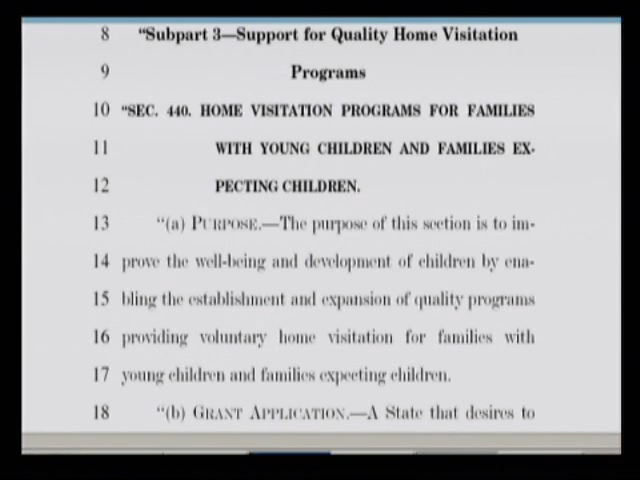 8 "Subpart 3—Support for Quality Home Visitation
9 Programs
10 "SEC. 440. HOME VISITATION PROGRAMS FOR FAMILIES
11 WITH YOUNG CHILDREN AND FAMILIES EX-
12 PECTING CHILDREN.
13 "(a) PURPOSE.—The purpose of this section is to im-
14 prove the well-being and development of children by ena-
15 bling the establishment and expansion of quality programs
16 providing voluntary home visitation for families with
17 young children and families expecting children.
18 "(b) GRANT APPLICATION.—A State that desires to